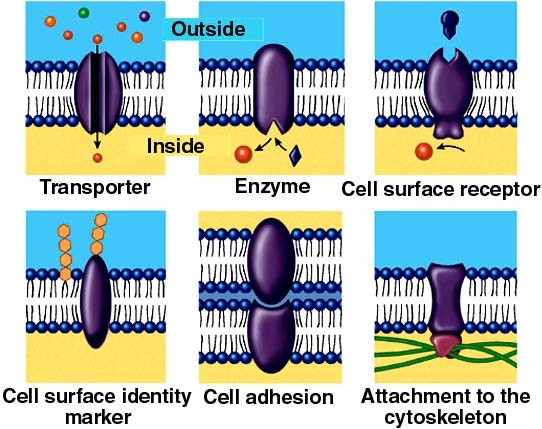 Outside
Inside
Transporter
Enzyme
Cell surface receptor
Cell surface identity
marker
Cell adhesion
Attachment to the
cytoskeleton